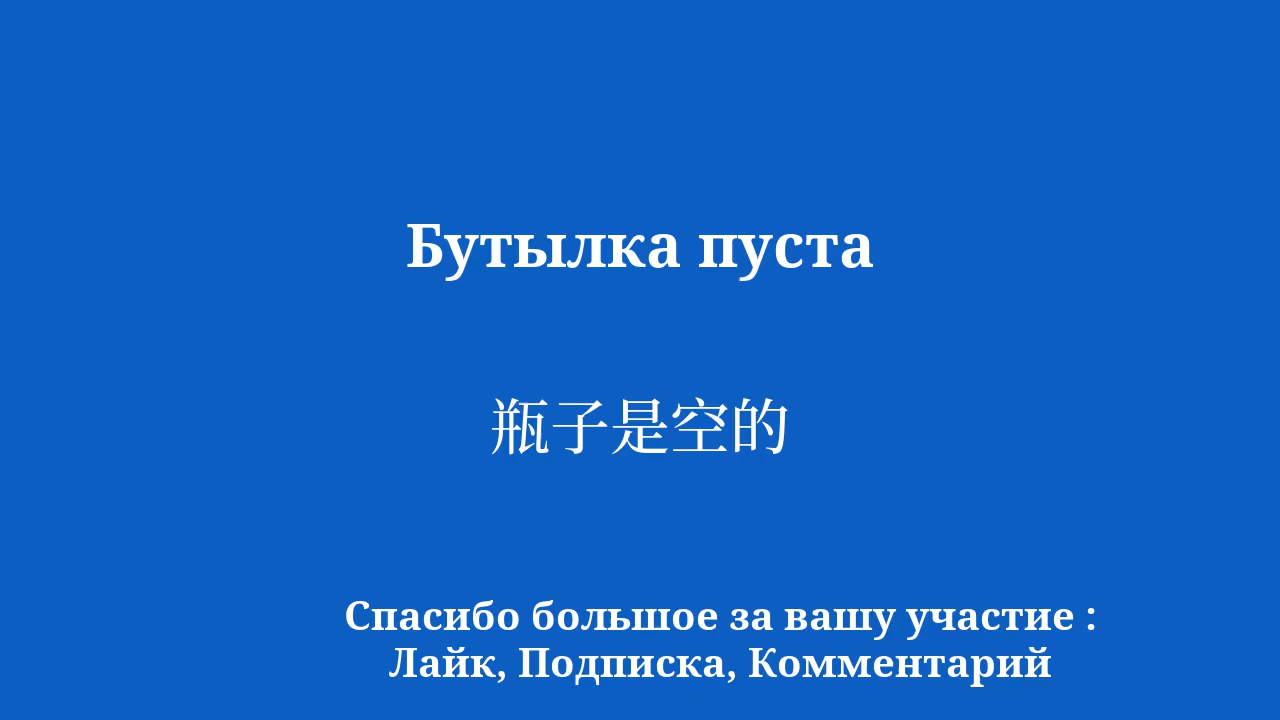 Бутылка пуста
瓶子是空的
Спасибо большое за вашу участие :
Лайк, Подписка, Комментарий